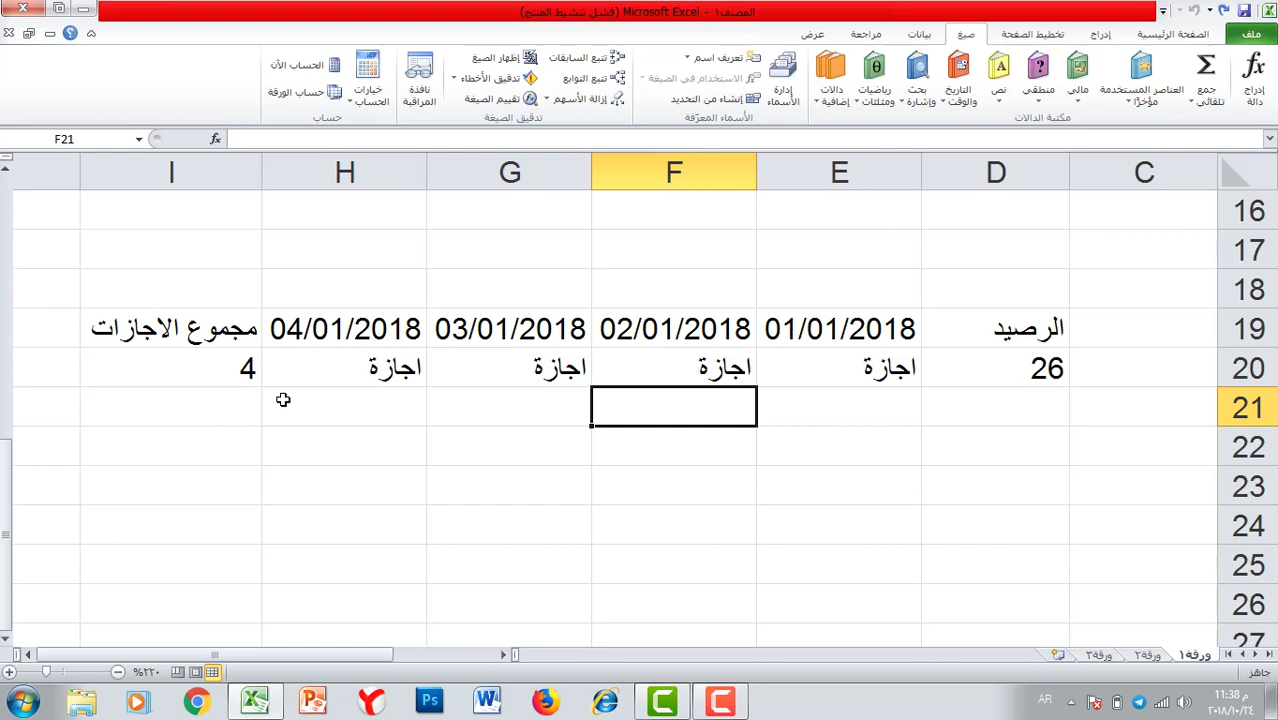 المصنف١ - Microsoft Excel (فشل تنشيط المنتج)
ملف
الصفحة الرئيسية
إدراج
تخطيط الصفحة
صيغ
بيانات
مراجعة
عرض
إدراج دالة
جمع تلقائي
العناصر المستخدمة مؤخرًا
مالي
منطقي
نص
التاريخ والوقت
بحث وإشارة
رياضيات ومثلثات
دالات إضافية
مكتبة الدالات
إدارة الأسماء
تعريف اسم
الاستخدام في الصيغة
إنشاء من التحديد
الأسماء المعرّفة
تتبع السابقات
تتبع التوابع
إزالة الأسهم
إظهار الصيغ
تدقيق الأخطاء
تقييم الصيغة
نافذة المراقبة
تدقيق الصيغة
خيارات الحساب
الحساب الآن
حساب الورقة
حساب
F21
fx
C D E F G H I
16
17
18
19 الرصيد 01/01/2018 02/01/2018 03/01/2018 04/01/2018 مجموع الاجازات
20 26 اجازة اجازة اجازة اجازة 4
21
22
23
24
25
26
27
ورقة١ ورقة٢ ورقة٣
جاهز
٢٢٠%
AR
11:38 م
٢٠١٨/١٠/٢٤